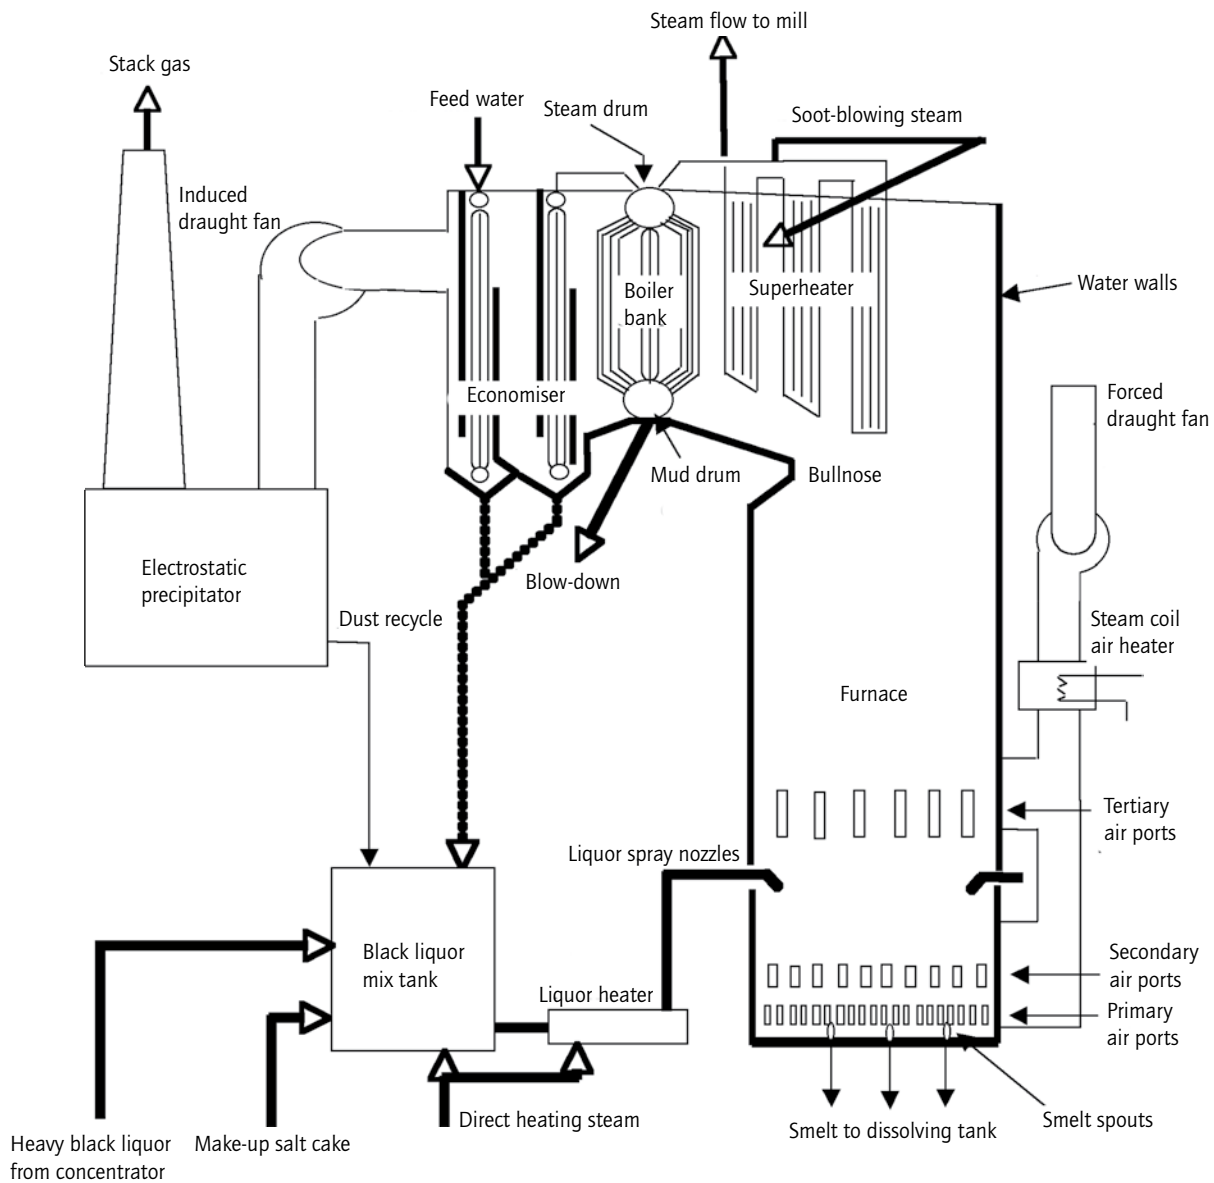 Steam flow to mill
Stack gas
Feed water
Steam drum
Soot-blowing steam
Induced
draught fan
Water walls
Boiler
bank
Superheater
Economiser
Forced
draught fan
Mud drum
Bullnose
Electrostatic
precipitator
Blow-down
Dust recycle
Steam coil
air heater
Furnace
Tertiary
air ports
Liquor spray nozzles
Black liquor
mix tank
Secondary
air ports
Liquor heater
Primary
air ports
Direct heating steam
Smelt spouts
Smelt to dissolving tank
Heavy black liquor
from concentrator
Make-up salt cake